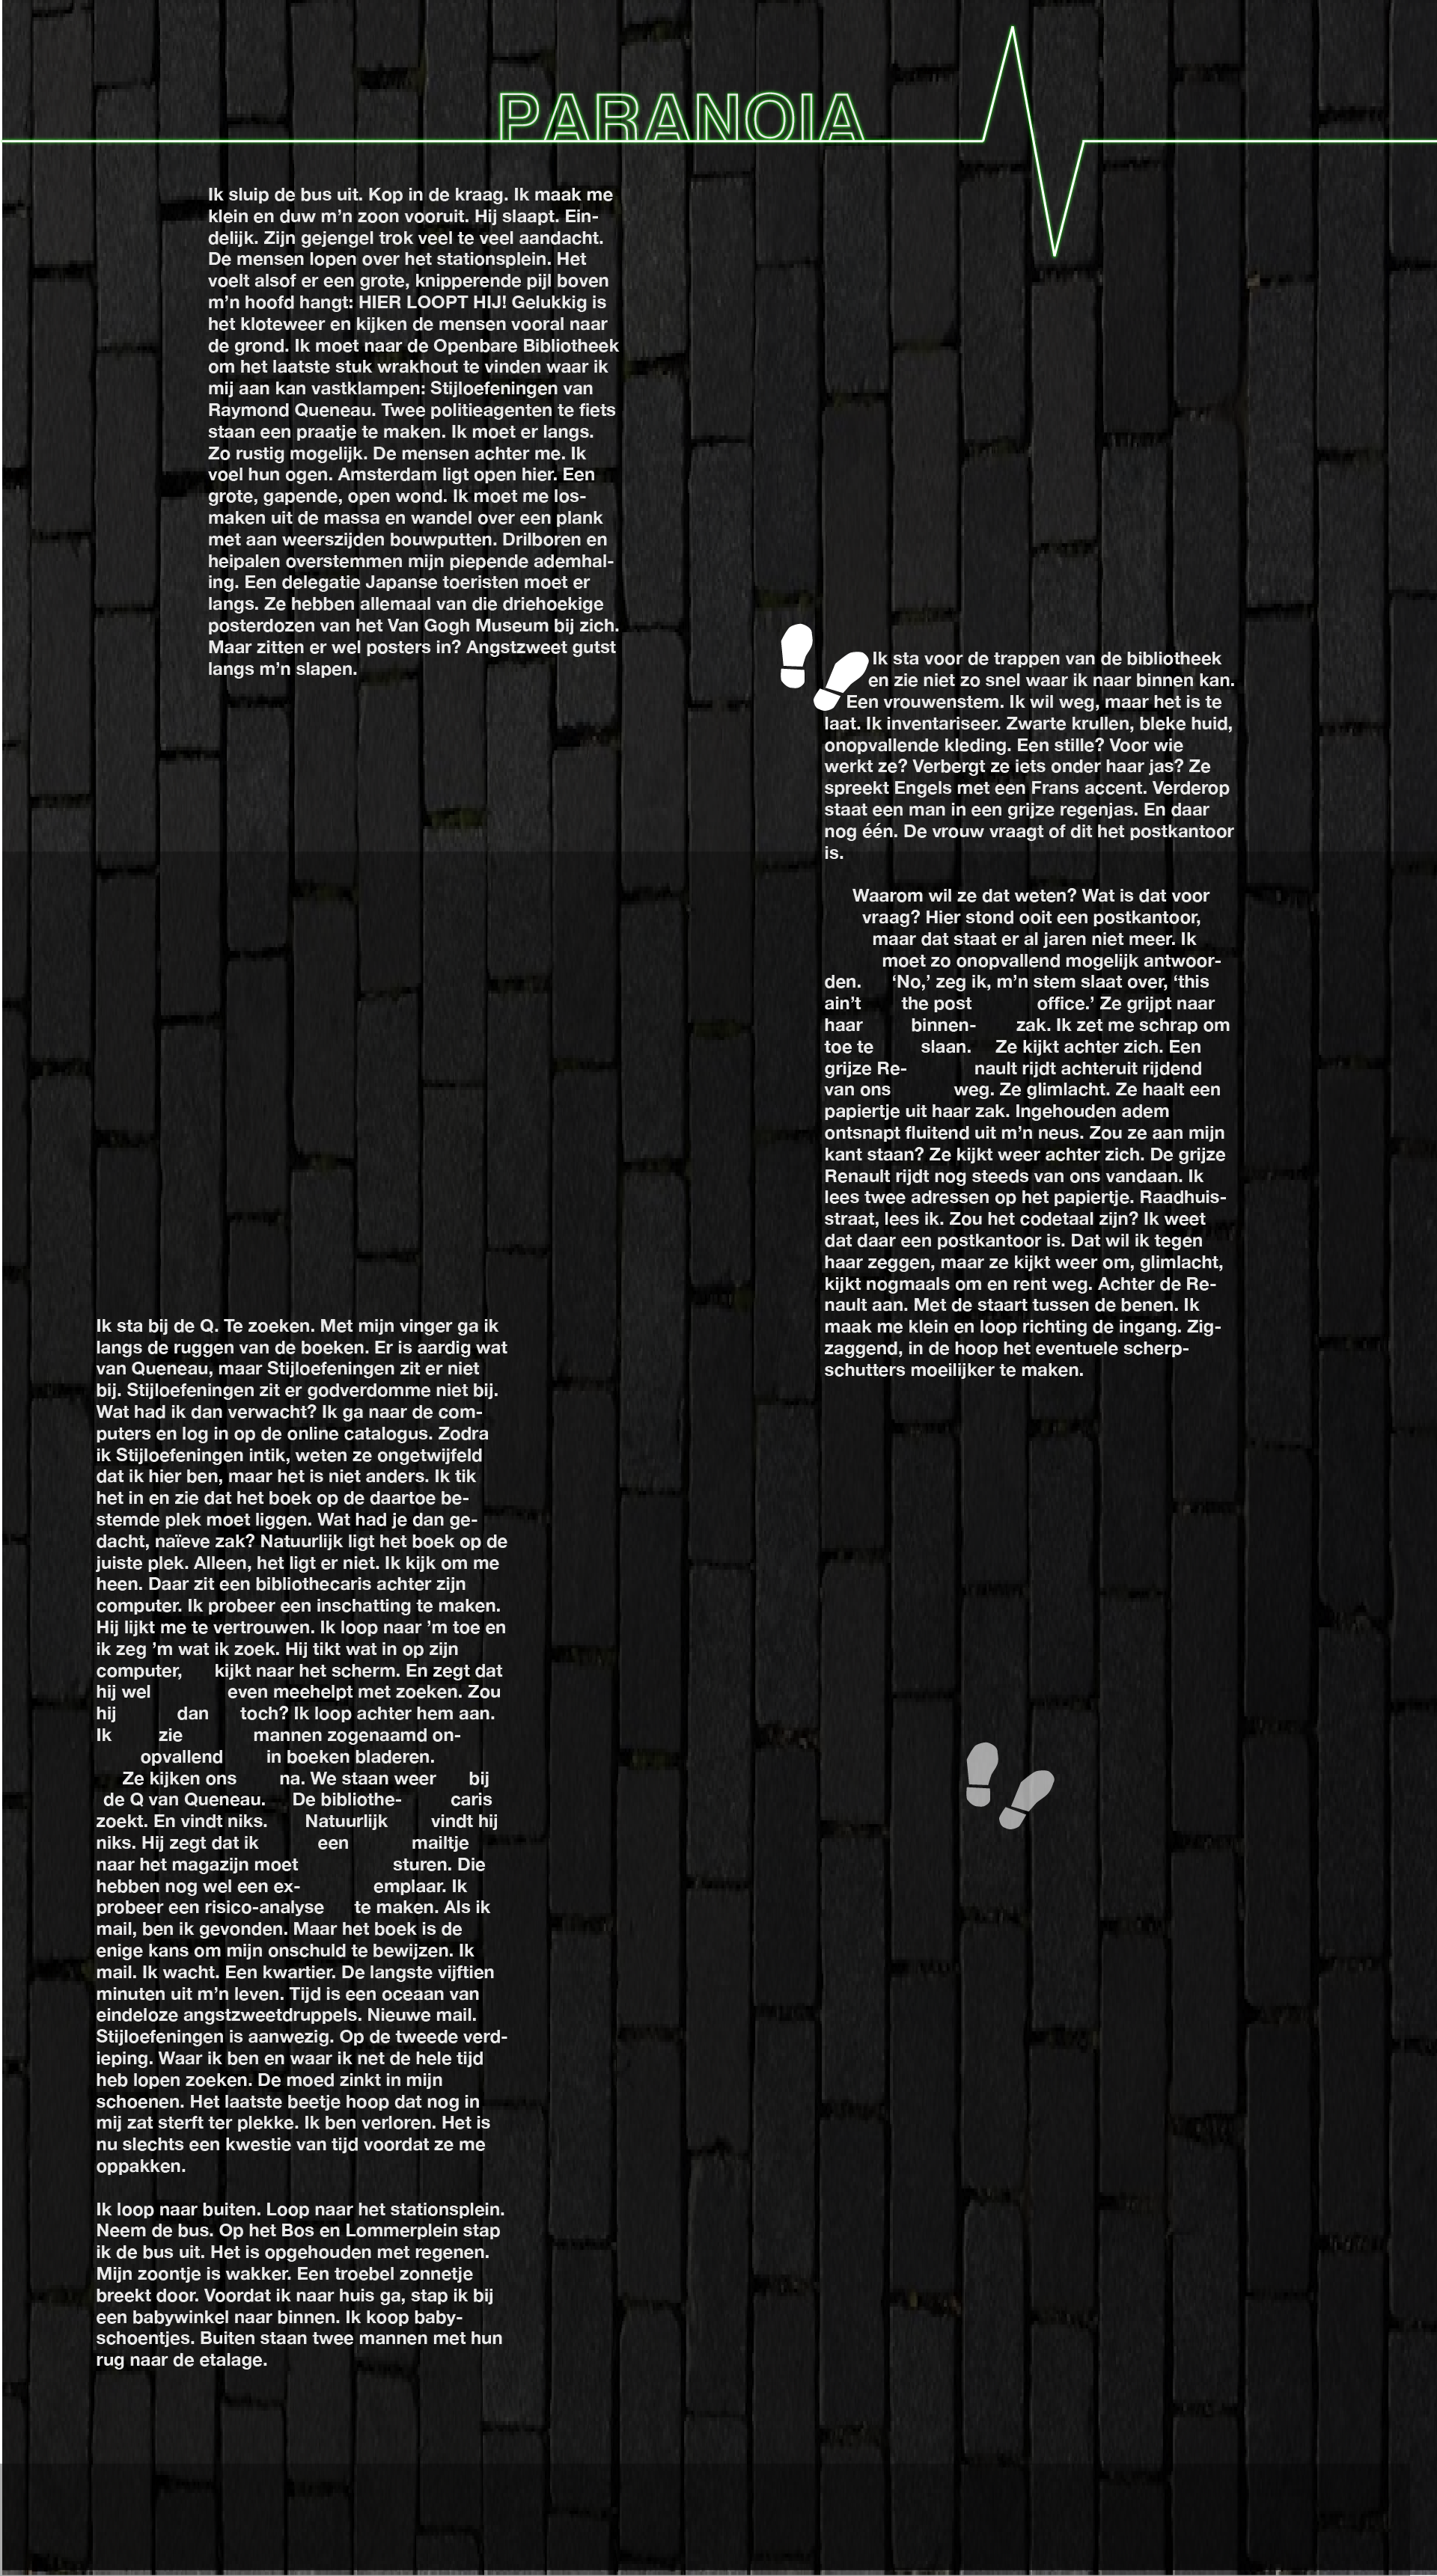 PARANOIA
Ik sluip de bus uit. Kop in de kraag. Ik maak me
klein en duw m’n zoon vooruit. Hij slaapt. Ein-
delijk. Zijn gejengel trok veel te veel aandacht.
De mensen lopen over het stationsplein. Het
voelt alsof er een grote, knipperende pijl boven
m’n hoofd hangt: HIER LOOPT HIJ! Gelukkig is
het kloteweer en kijken de mensen vooral naar
de grond. Ik moet naar de Openbare Bibliotheek
om het laatste stuk wrakhout te vinden waar ik
mij aan kan vastklampen: Stijloefeningen van
Raymond Queneau. Twee politieagenten te fiets
staan een praatje te maken. Ik moet er langs.
Zo rustig mogelijk. De mensen achter me. Ik
voel hun ogen. Amsterdam ligt open hier. Een
grote, gapende, open wond. Ik moet me los-
maken uit de massa en wandel over een plank
met aan weerszijden bouwputten. Drilboren en
heipalen overstemmen mijn piepende ademhal-
ing. Een delegatie Japanse toeristen moet er
langs. Ze hebben allemaal van die driehoekige
posterdozen van het Van Gogh Museum bij zich.
Maar zitten er wel posters in? Angstzweet gutst
langs m’n slapen.
Ik sta voor de trappen van de bibliotheek
en zie niet zo snel waar ik naar binnen kan.
Een vrouwenstem. Ik wil weg, maar het is te
laat. Ik inventariseer. Zwarte krullen, bleke huid,
onopvallende kleding. Een stille? Voor wie
werkt ze? Verbergt ze iets onder haar jas? Ze
spreekt Engels met een Frans accent. Verderop
staat een man in een grijze regenjas. En daar
nog één. De vrouw vraagt of dit het postkantoor
is.
Waarom wil ze dat weten? Wat is dat voor
vraag? Hier stond ooit een postkantoor,
maar dat staat er al jaren niet meer. Ik
moet zo onopvallend mogelijk antwoor-
den. ‘No,’ zeg ik, m’n stem slaat over, ‘this
ain’t the post office.’ Ze grijpt naar
haar binnen- zak. Ik zet me schrap om
toe te slaan. Ze kijkt achter zich. Een
grijze Re- nault rijdt achteruit rijdend
van ons weg. Ze glimlacht. Ze haalt een
papiertje uit haar zak. Ingehouden adem
ontsnapt fluitend uit m’n neus. Zou ze aan mijn
kant staan? Ze kijkt weer achter zich. De grijze
Renault rijdt nog steeds van ons vandaan. Ik
lees twee adressen op het papiertje. Raadhuis-
straat, lees ik. Zou het codetaal zijn? Ik weet
dat daar een postkantoor is. Dat wil ik tegen
haar zeggen, maar ze kijkt weer om, glimlacht,
kijkt nogmaals om en rent weg. Achter de Re-
nault aan. Met de staart tussen de benen. Ik
maak me klein en loop richting de ingang. Zig-
zaggend, in de hoop het eventuele scherp-
schutters moeilijker te maken.
Ik sta bij de Q. Te zoeken. Met mijn vinger ga ik
langs de ruggen van de boeken. Er is aardig wat
van Queneau, maar Stijloefeningen zit er niet
bij. Stijloefeningen zit er godverdomme niet bij.
Wat had ik dan verwacht? Ik ga naar de com-
puters en log in op de online catalogus. Zodra
ik Stijloefeningen intik, weten ze ongetwijfeld
dat ik hier ben, maar het is niet anders. Ik tik
het in en zie dat het boek op de daartoe be-
stemde plek moet liggen. Wat had je dan ge-
dacht, naïeve zak? Natuurlijk ligt het boek op de
juiste plek. Alleen, het ligt er niet. Ik kijk om me
heen. Daar zit een bibliothecaris achter zijn
computer. Ik probeer een inschatting te maken.
Hij lijkt me te vertrouwen. Ik loop naar ’m toe en
ik zeg ’m wat ik zoek. Hij tikt wat in op zijn
computer, kijkt naar het scherm. En zegt dat
hij wel even meehelpt met zoeken. Zou
hij dan toch? Ik loop achter hem aan.
Ik zie mannen zogenaamd on-
opvallend in boeken bladeren.
Ze kijken ons na. We staan weer bij
de Q van Queneau. De bibliothe- caris
zoekt. En vindt niks. Natuurlijk vindt hij
niks. Hij zegt dat ik een mailtje
naar het magazijn moet sturen. Die
hebben nog wel een ex- emplaar. Ik
probeer een risico-analyse te maken. Als ik
mail, ben ik gevonden. Maar het boek is de
enige kans om mijn onschuld te bewijzen. Ik
mail. Ik wacht. Een kwartier. De langste vijftien
minuten uit m’n leven. Tijd is een oceaan van
eindeloze angstzweetdruppels. Nieuwe mail.
Stijloefeningen is aanwezig. Op de tweede verd-
ieping. Waar ik ben en waar ik net de hele tijd
heb lopen zoeken. De moed zinkt in mijn
schoenen. Het laatste beetje hoop dat nog in
mij zat sterft ter plekke. Ik ben verloren. Het is
nu slechts een kwestie van tijd voordat ze me
oppakken.
Ik loop naar buiten. Loop naar het stationsplein.
Neem de bus. Op het Bos en Lommerplein stap
ik de bus uit. Het is opgehouden met regenen.
Mijn zoontje is wakker. Een troebel zonnetje
breekt door. Voordat ik naar huis ga, stap ik bij
een babywinkel naar binnen. Ik koop baby-
schoentjes. Buiten staan twee mannen met hun
rug naar de etalage.